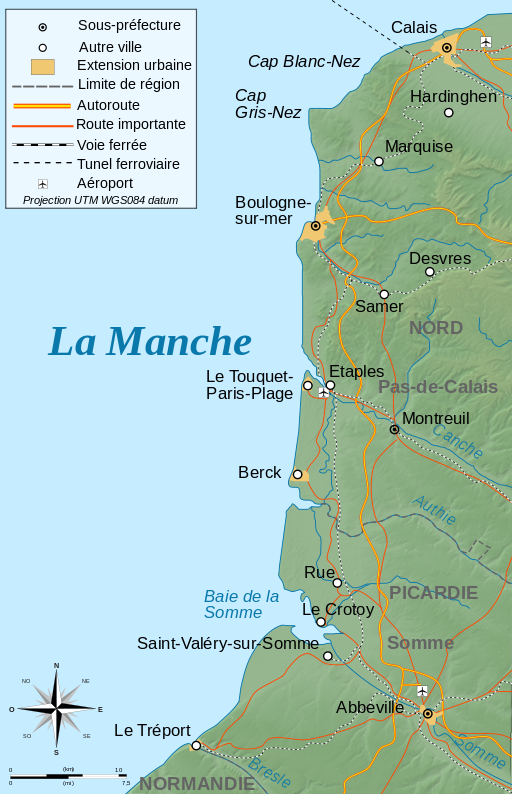 Sous-préfecture
Autre ville
Extension urbaine
Limite de région
Autoroute
Route importante
Voie ferrée
Tunel ferroviaire
Aéroport
Projection UTM WGS084 datum
Calais
Cap Blanc-Nez
Cap
Gris-Nez
Hardinghen
Marquise
Boulogne-
sur-mer
Desvres
Samer
NORD
La Manche
Etaples
Le Touquet-
Paris-Plage
Pas-de-Calais
Montreuil
Canche
Berck
Authie
Rue
PICARDIE
Baie de la
Somme
Le Crotoy
Saint-Valéry-sur-Somme
Somme
Abbeville
Le Tréport
Somme
Bresle
NORMANDIE
N
NO
NE
O
E
SO
SE
S
0 (km) 10
0 (mi) 7,5